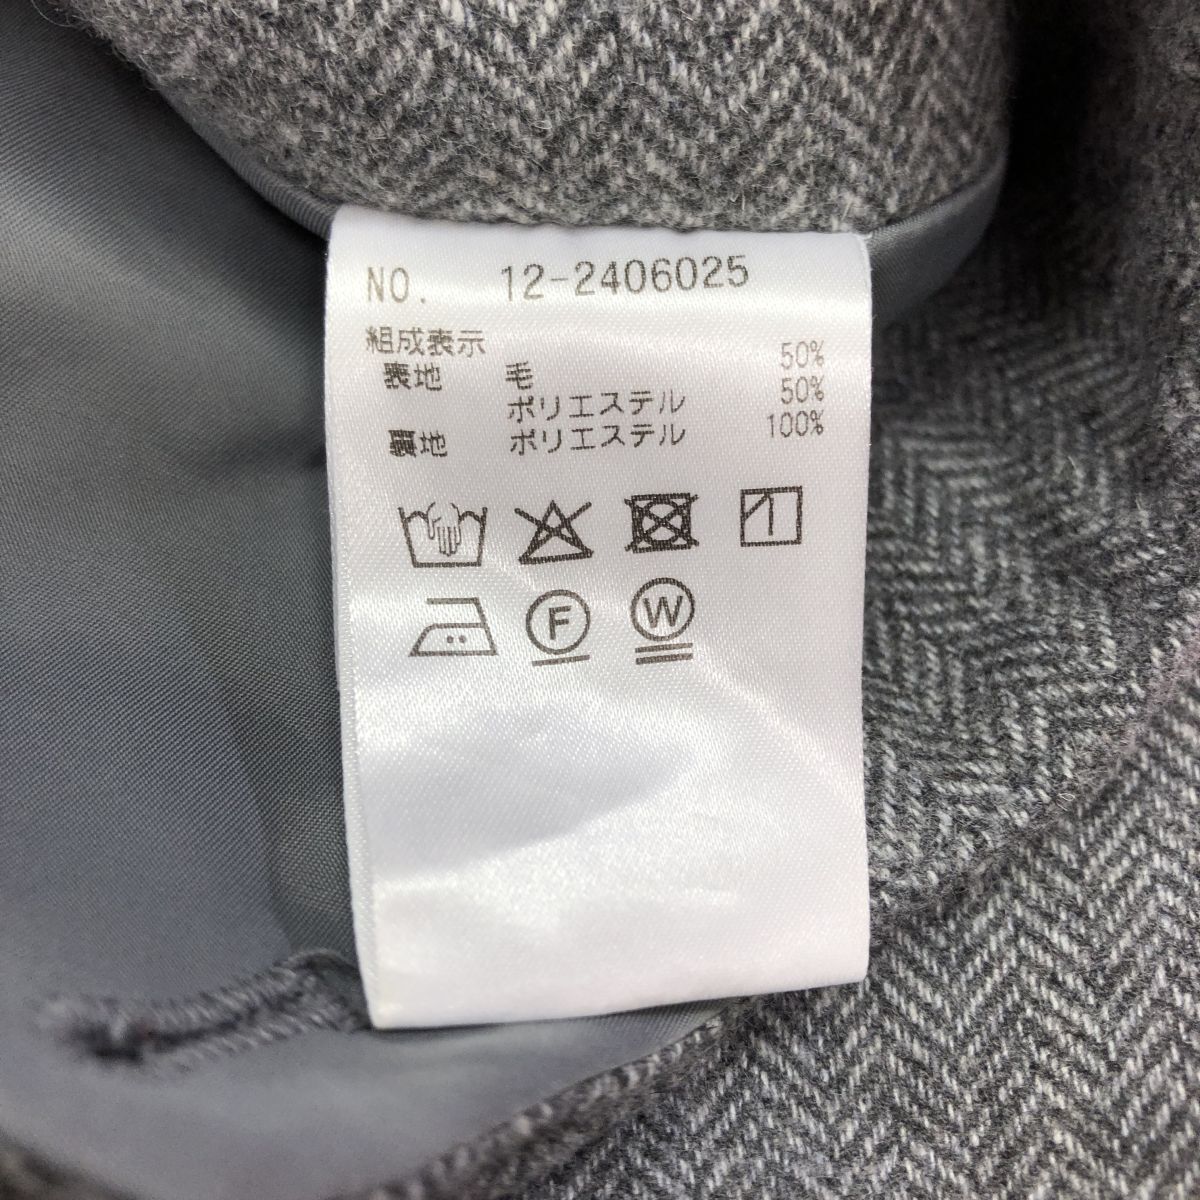 NO. 12-2406025
組成表示
表地 毛 50%
ポリエステル 50%
裏地 ポリエステル 100%
F W